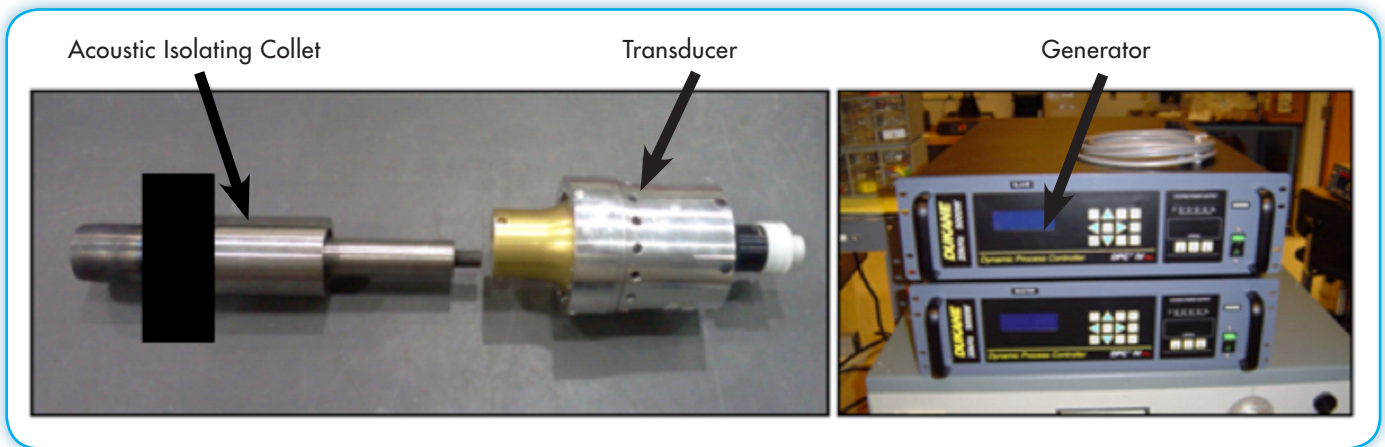 Acoustic Isolating Collet
Transducer
Generator
DUKANE
Dynamic Process Controller
DUKANE
Dynamic Process Controller